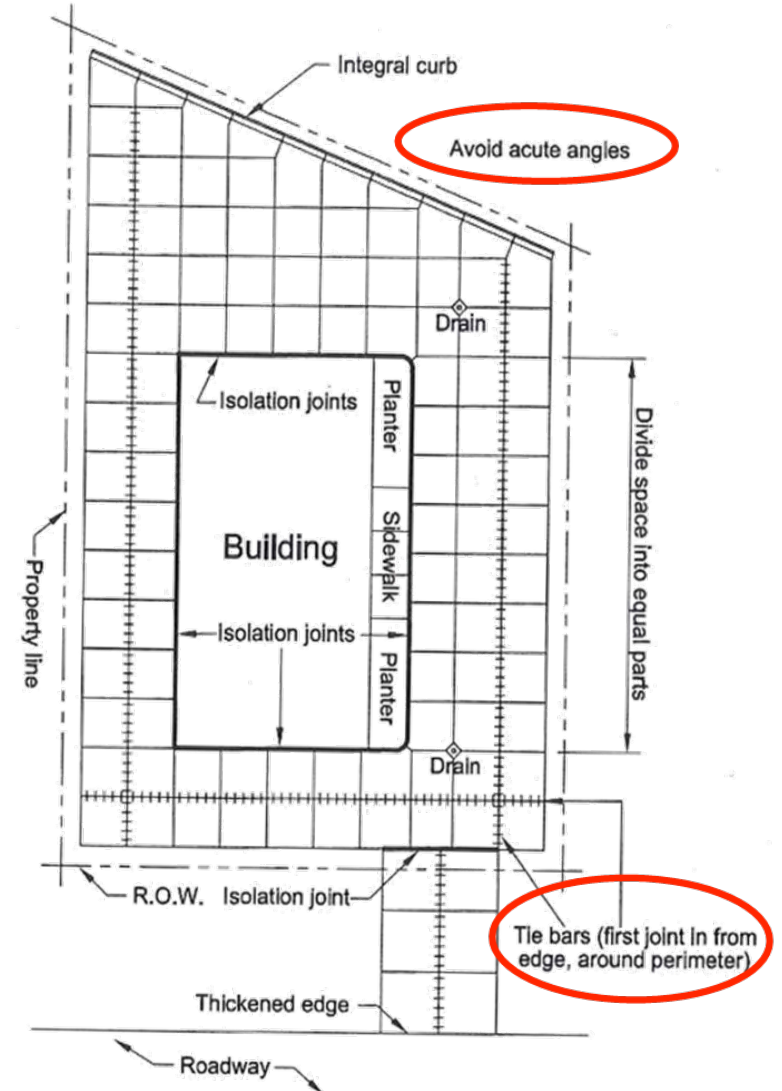 Integral curb
Avoid acute angles
Drain
Isolation joints
Planter
Divide space into equal parts
Sidewalk
Building
Property line
Isolation joints
Planter
Drain
R.O.W.
Isolation joint
Tie bars (first joint in from
edge, around perimeter)
Thickened edge
Roadway